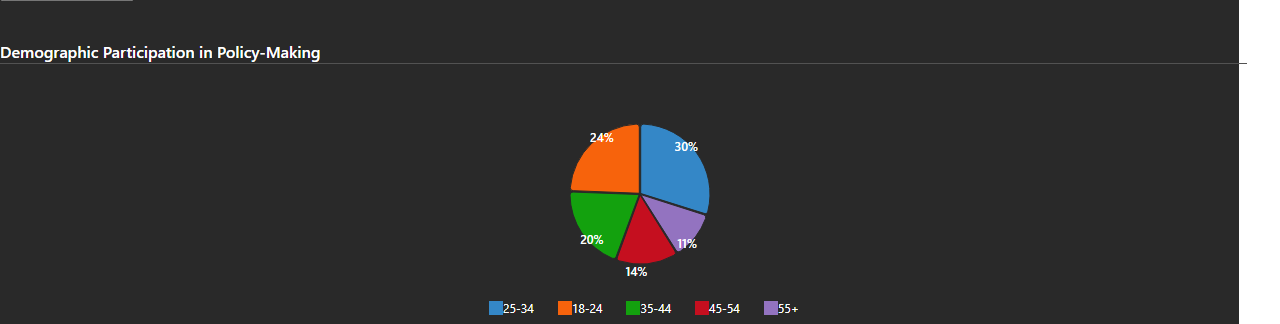 Demographic Participation in Policy-Making
24%
30%
20%
11%
14%
25-34 18-24 35-44 45-54 55+